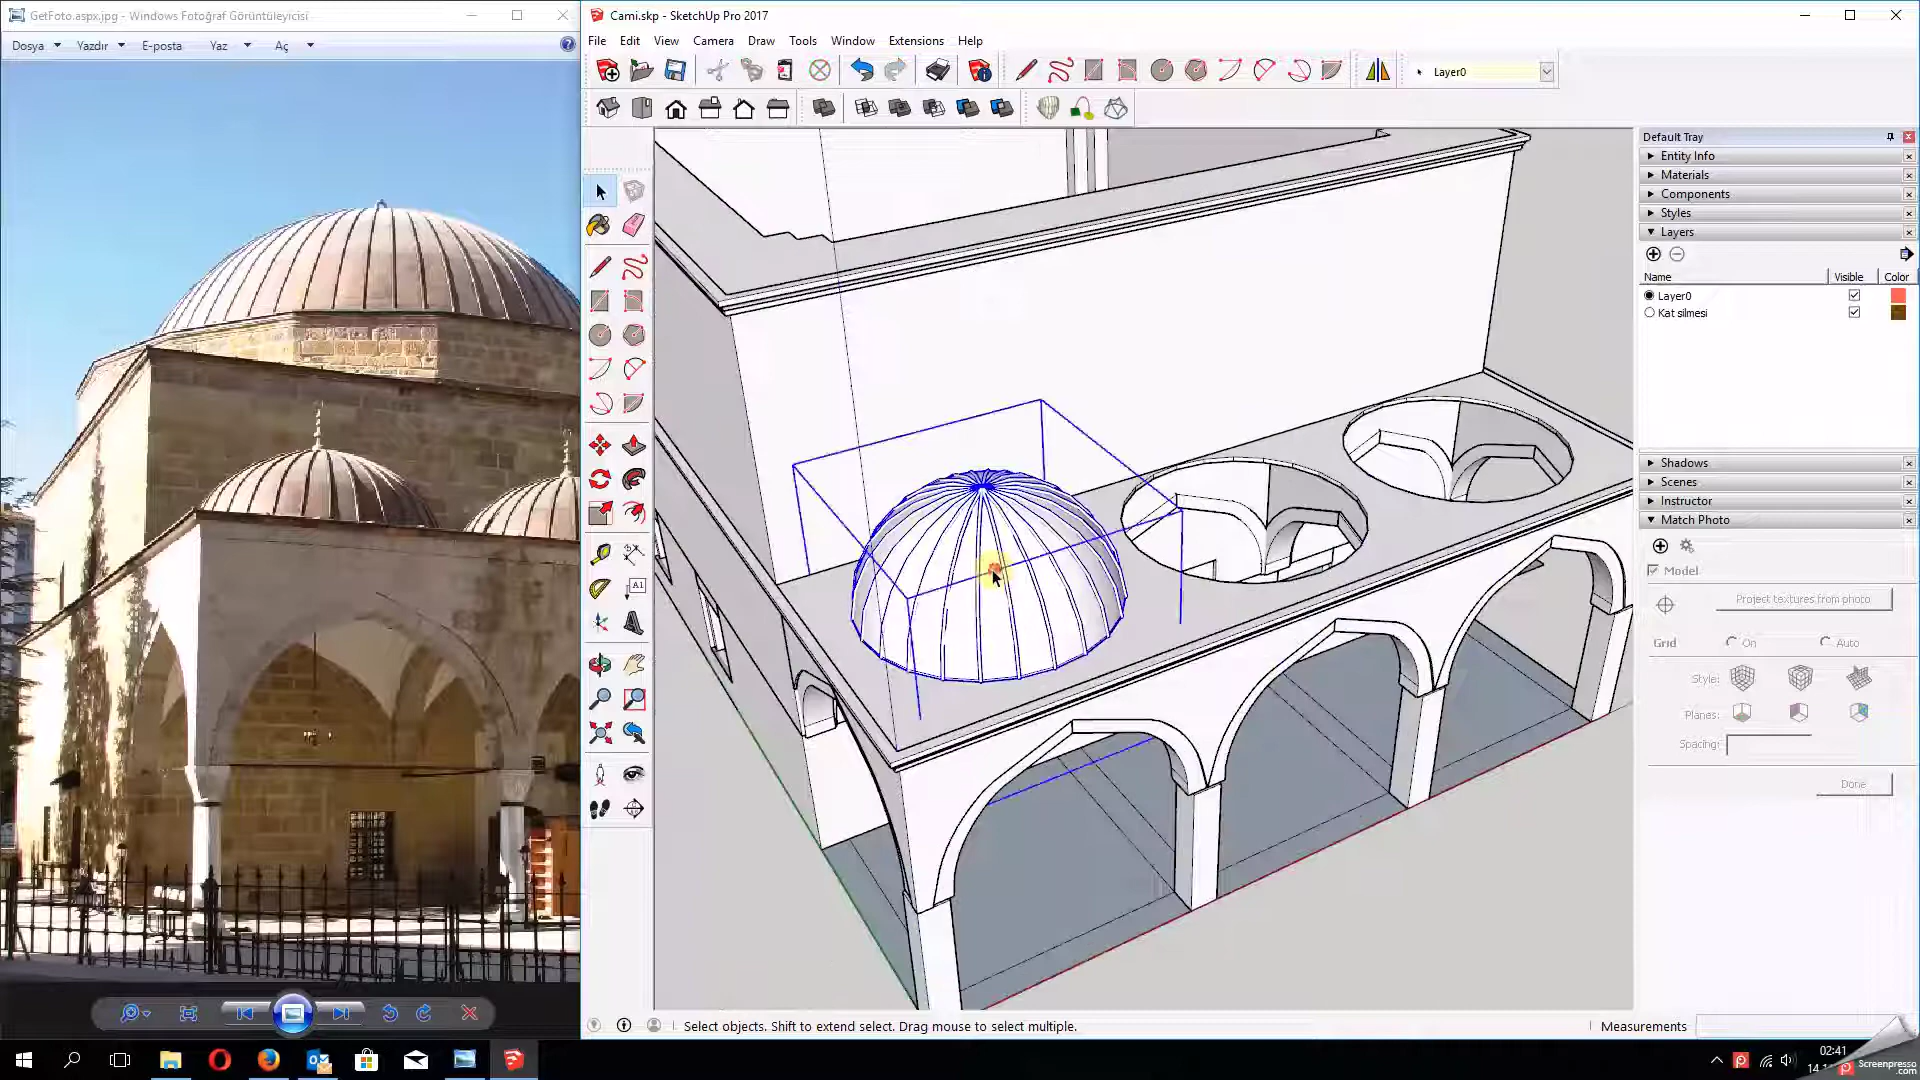 GetFoto.aspx.jpg - Windows Fotoğraf Görüntüleyicisi
Dosya
Yazdır
E-posta
Yaz
Aç
Cami.skp - SketchUp Pro 2017
File Edit View Camera Draw Tools Window Extensions Help
Layer0
A1
Default Tray
Entity Info
Materials
Components
Styles
Layers
Name Visible Color
Layer0
Kat silmesi
Shadows
Scenes
Instructor
Match Photo
Model
Project textures from photo
Grid On Auto
Style:
Planes:
Spacing:
Done
Select objects. Shift to extend select. Drag mouse to select multiple.
Measurements
02:41
Screenpresso
.com